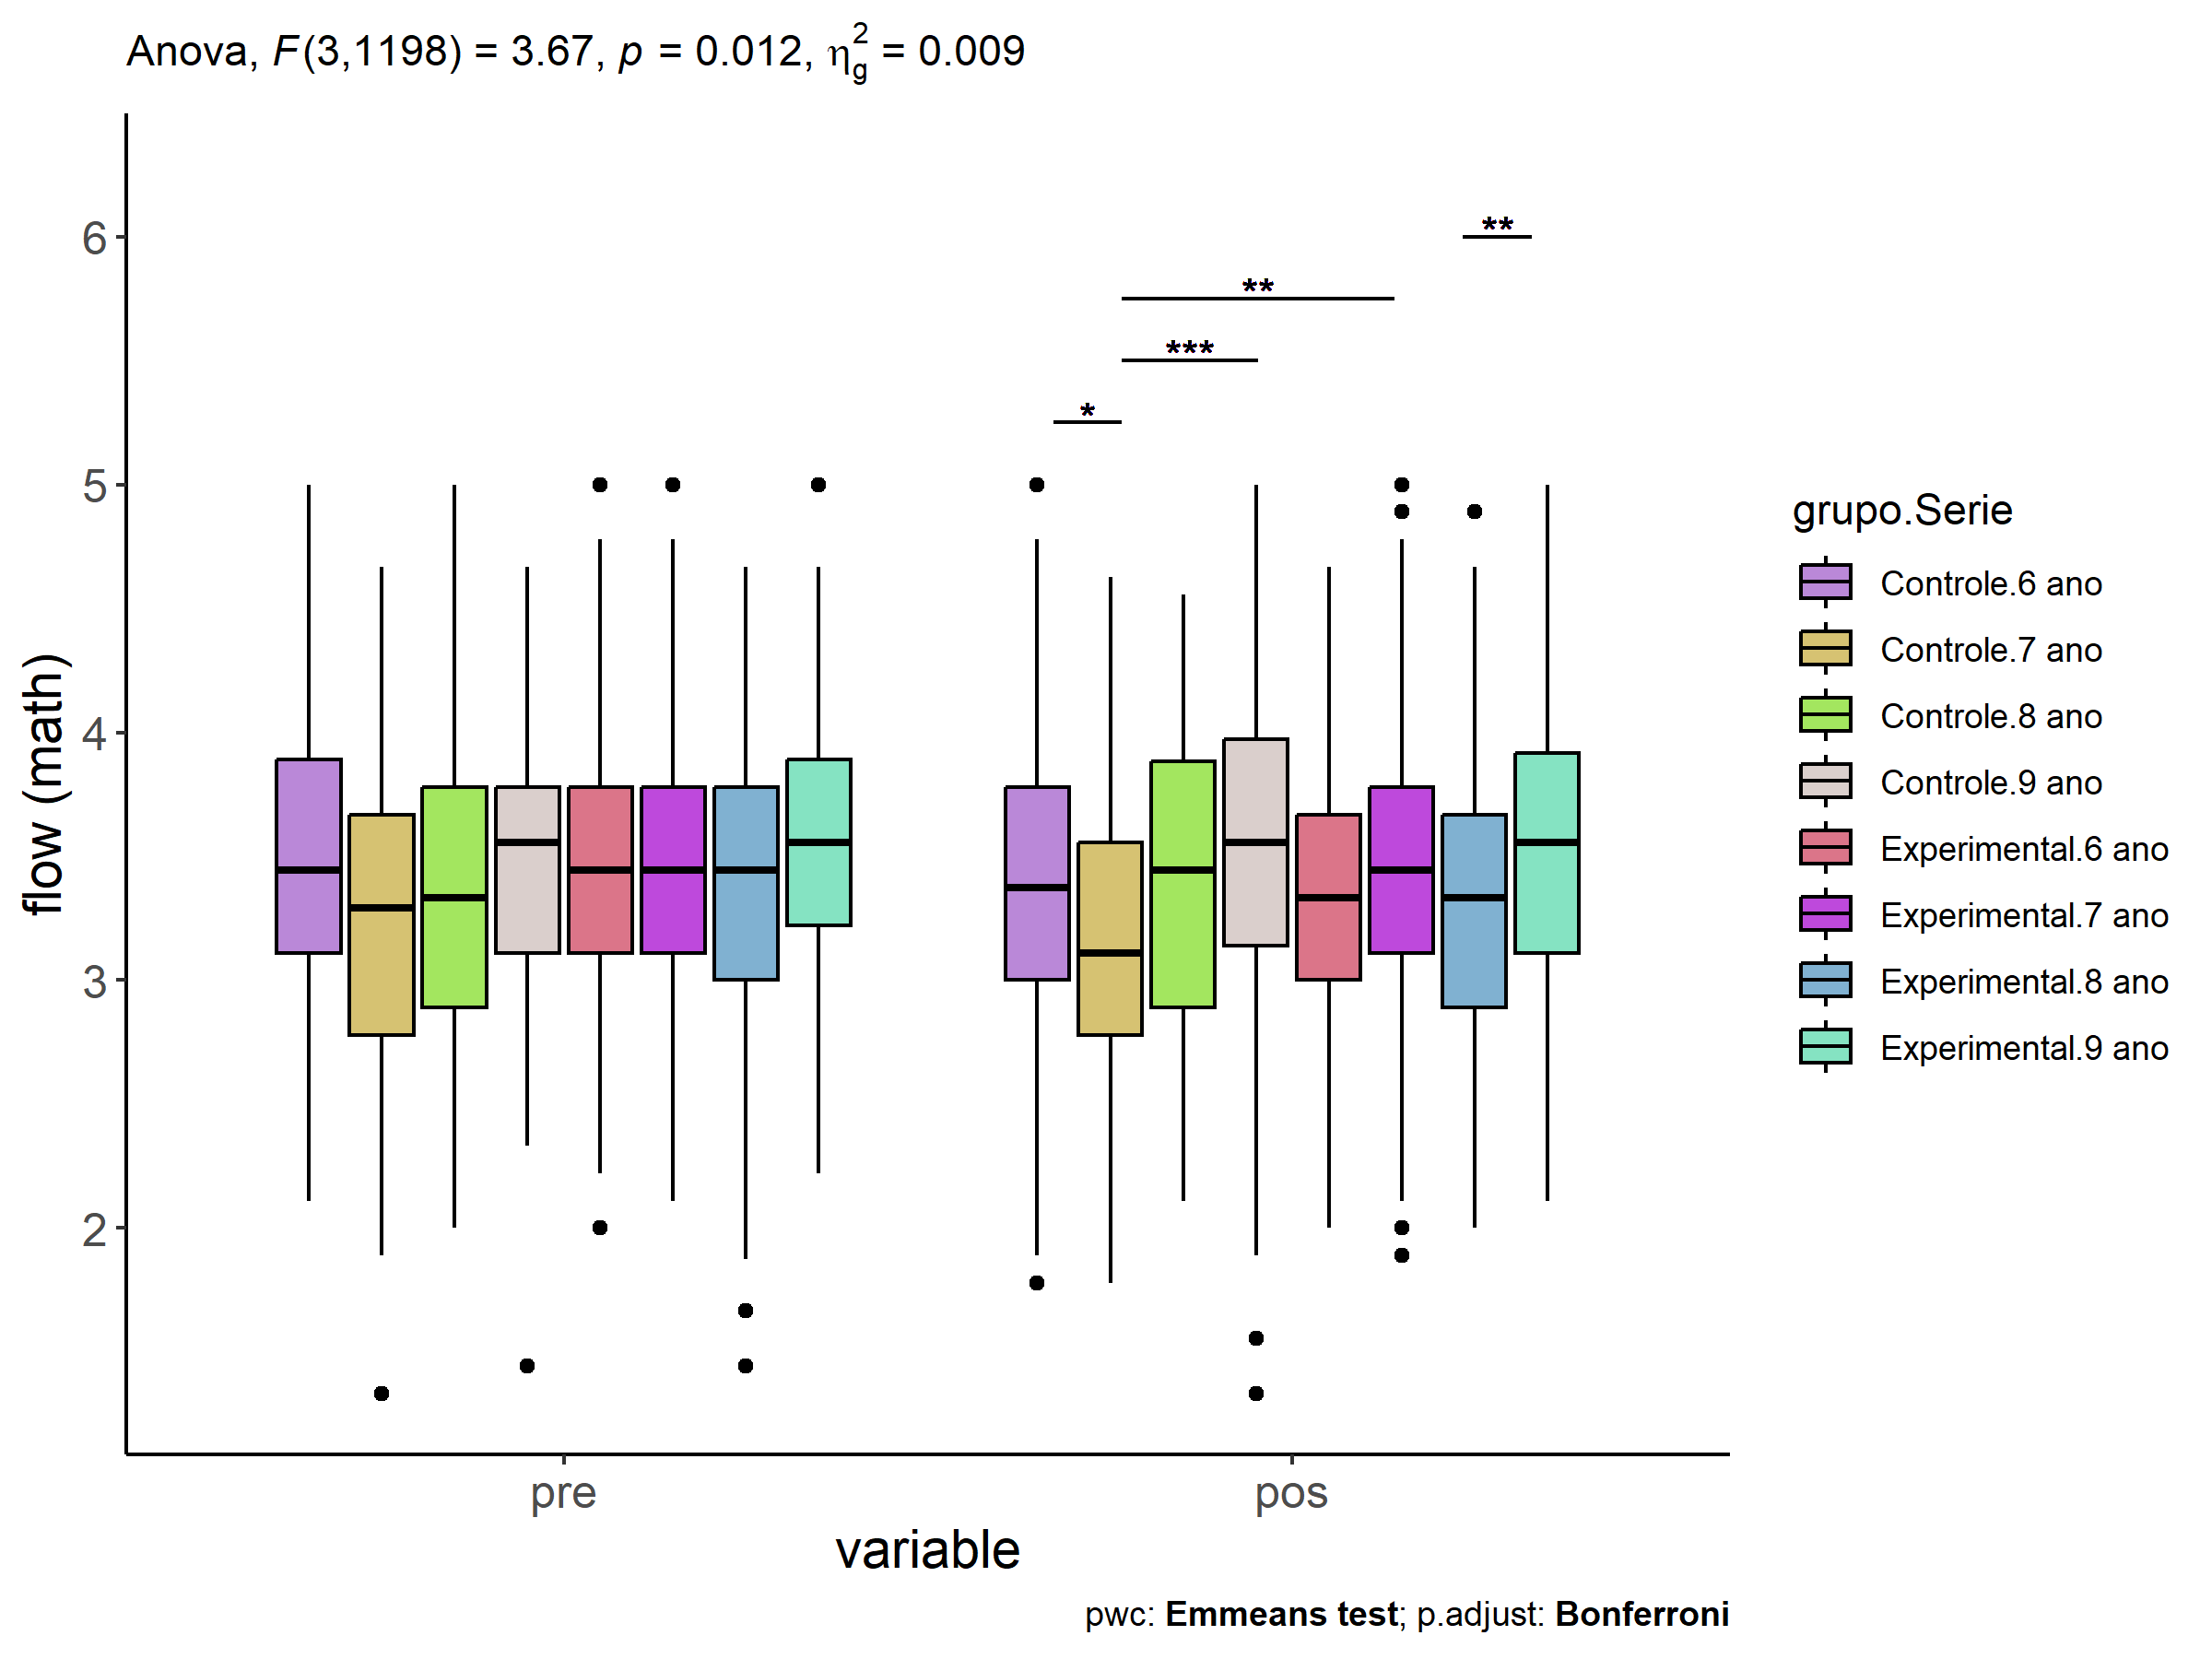 Anova, F(3,1198) = 3.67, p = 0.012, η²g = 0.009
6
5
4
3
2
flow (math)
**
**
***
*
pre
pos
variable
grupo.Serie
Controle.6 ano
Controle.7 ano
Controle.8 ano
Controle.9 ano
Experimental.6 ano
Experimental.7 ano
Experimental.8 ano
Experimental.9 ano
pwc: Emmeans test; p.adjust: Bonferroni